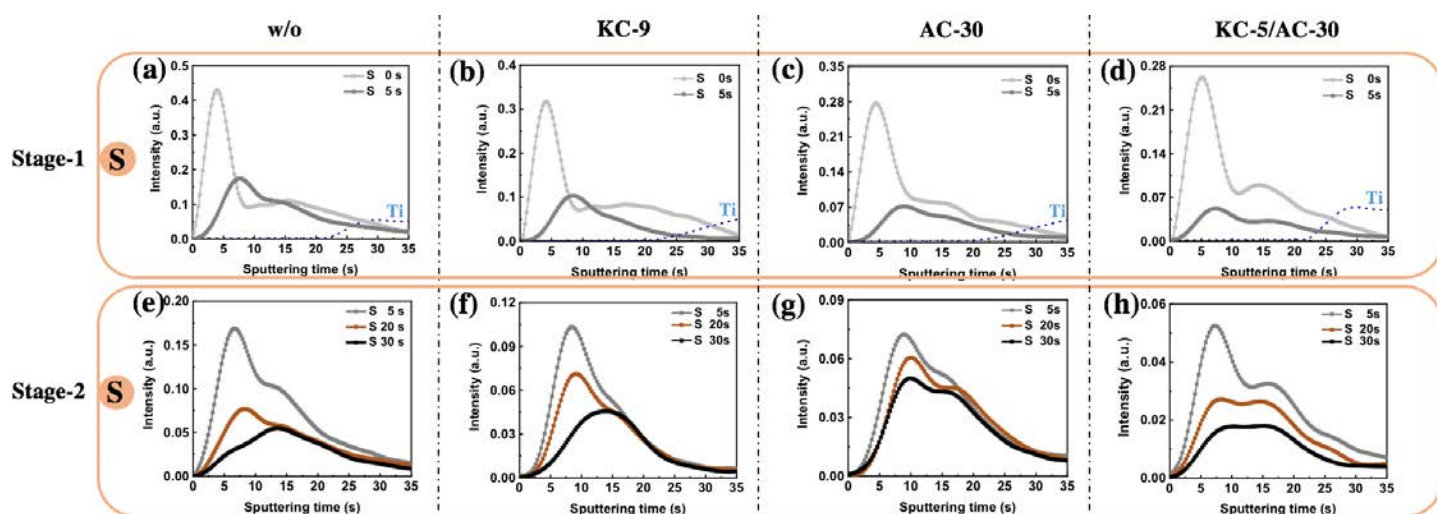 w/o KC-9 AC-30 KC-5/AC-30
Stage-1
S
(a)
0.5
0.4
0.3
0.2
0.1
0.0
Intensity (a.u.)
S 0 s
S 5 s
Ti
0 5 10 15 20 25 30 35
Sputtering time (s)
(b)
0.4
0.3
0.2
0.1
0.0
Intensity (a.u.)
S 0s
S 5s
Ti
0 5 10 15 20 25 30 35
Sputtering time (s)
(c)
0.35
0.28
0.21
0.14
0.07
0.00
Intensity (a.u.)
S 0s
S 5s
Ti
0 5 10 15 20 25 30 35
Sputtering time (s)
(d)
0.28
0.21
0.14
0.07
0.00
Intensity (a.u.)
S 0s
S 5s
Ti
0 5 10 15 20 25 30 35
Sputtering time (s)
Stage-2
S
(e)
0.20
0.15
0.10
0.05
0.00
Intensity (a.u.)
S 5 s
S 20 s
S 30 s
0 5 10 15 20 25 30 35
Sputtering time (s)
(f)
0.12
0.09
0.06
0.03
0.00
Intensity (a.u.)
S 5s
S 20s
S 30s
0 5 10 15 20 25 30 35
Sputtering time (s)
(g)
0.09
0.06
0.03
0.00
Intensity (a.u.)
S 5s
S 20s
S 30s
0 5 10 15 20 25 30 35
Sputtering time (s)
(h)
0.06
0.04
0.02
0.00
Intensity (a.u.)
S 5s
S 20s
S 30s
0 5 10 15 20 25 30 35
Sputtering time (s)